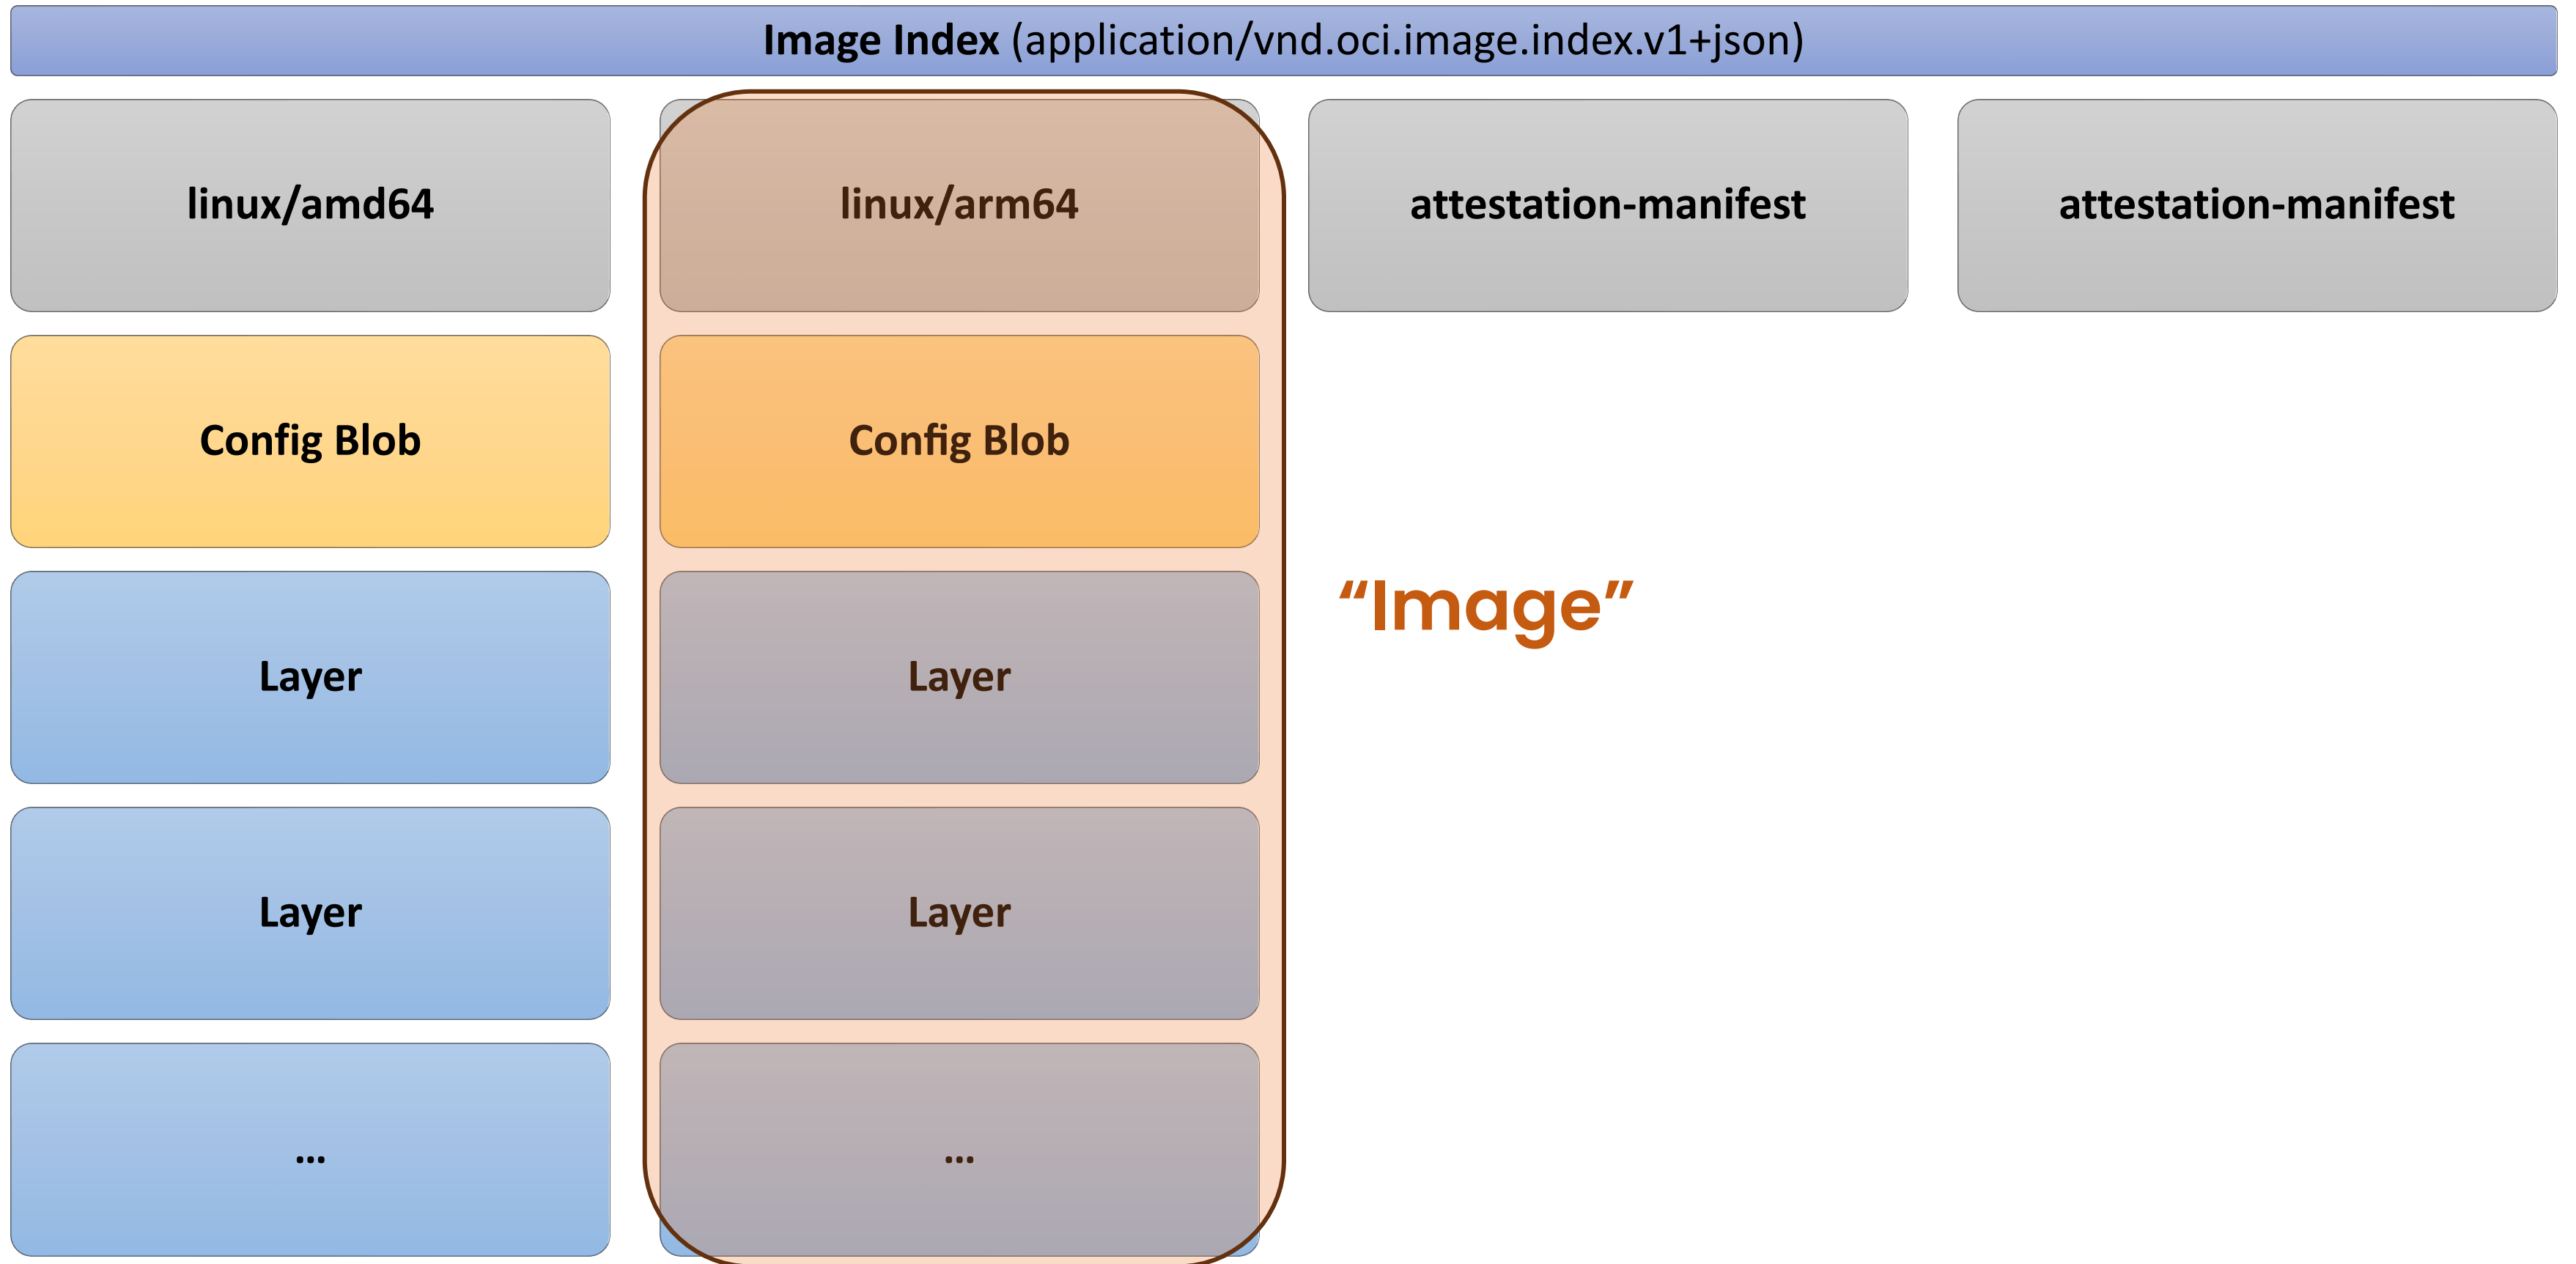 Image Index (application/vnd.oci.image.index.v1+json)
linux/amd64
linux/arm64
attestation-manifest
attestation-manifest
Config Blob
Config Blob
“Image”
Layer
Layer
Layer
Layer
...
...